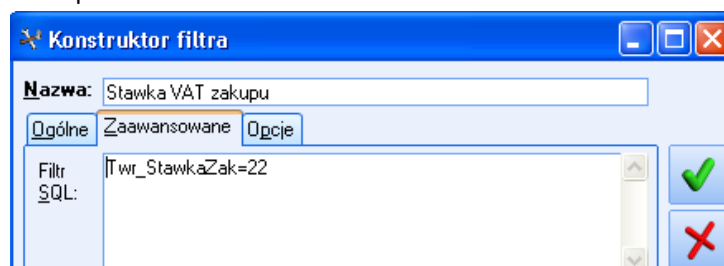 Konstruktor filtra
Nazwa: Stawka VAT zakupu
Ogólne Zaawansowane Opcje
Filtr SQL: Twr_StawkaZak=22